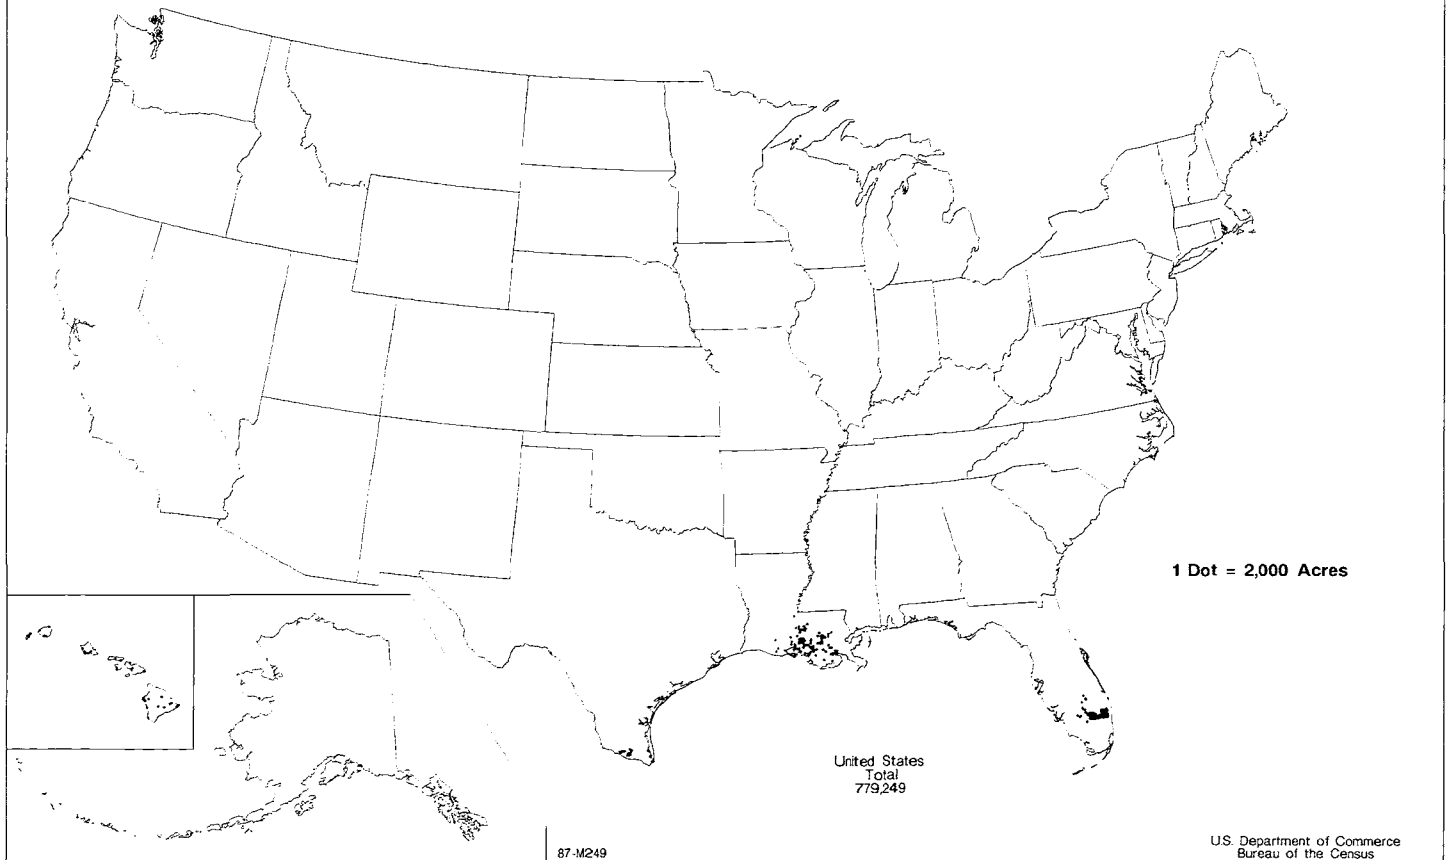 1 Dot = 2,000 Acres
United States
Total
779,249
87-M249
U.S. Department of Commerce
Bureau of the Census